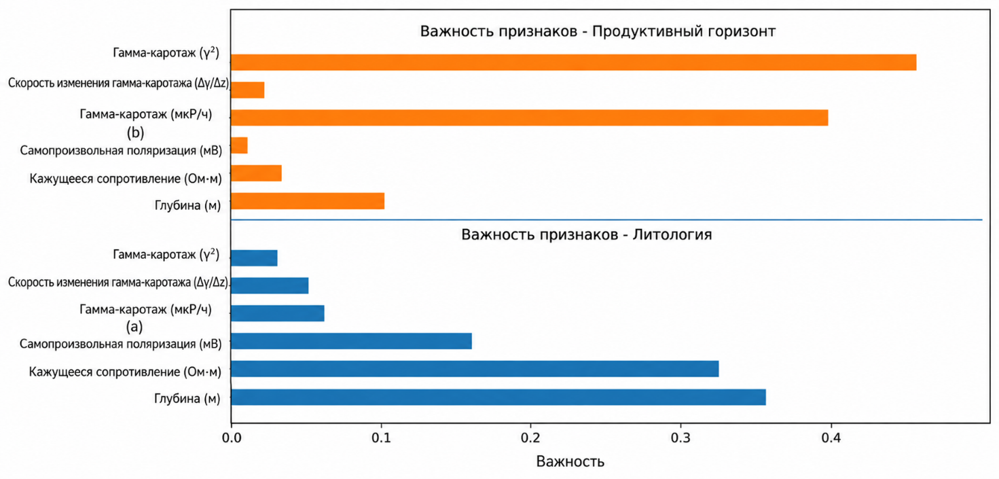 Важность признаков - Продуктивный горизонт
Гамма-каротаж (γ²)
Скорость изменения гамма-каротажа (Δγ/Δz)
Гамма-каротаж (мкР/ч)
(b)
Самопроизвольная поляризация (мВ)
Кажущееся сопротивление (Ом·м)
Глубина (м)
Важность признаков - Литология
Гамма-каротаж (γ²)
Скорость изменения гамма-каротажа (Δγ/Δz)
Гамма-каротаж (мкР/ч)
(a)
Самопроизвольная поляризация (мВ)
Кажущееся сопротивление (Ом·м)
Глубина (м)
0.0 0.1 0.2 0.3 0.4
Важность